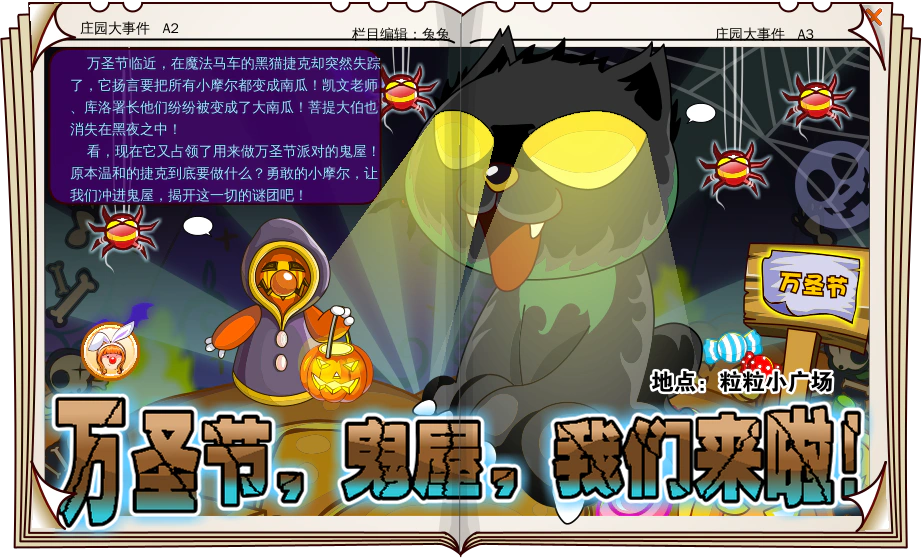 庄园大事件 A2
栏目编辑：兔兔
庄园大事件 A3
万圣节临近，在魔法马车的黑猫捷克却突然失踪
了，它扬言要把所有小摩尔都变成南瓜！凯文老师
、库洛署长他们纷纷被变成了大南瓜！菩提大伯也
消失在黑夜之中！
看，现在它又占领了用来做万圣节派对的鬼屋！
原本温和的捷克到底要做什么？勇敢的小摩尔，让
我们冲进鬼屋，揭开这一切的谜团吧！
万圣节
地点：粒粒小广场
万圣节，鬼屋，我们来啦！